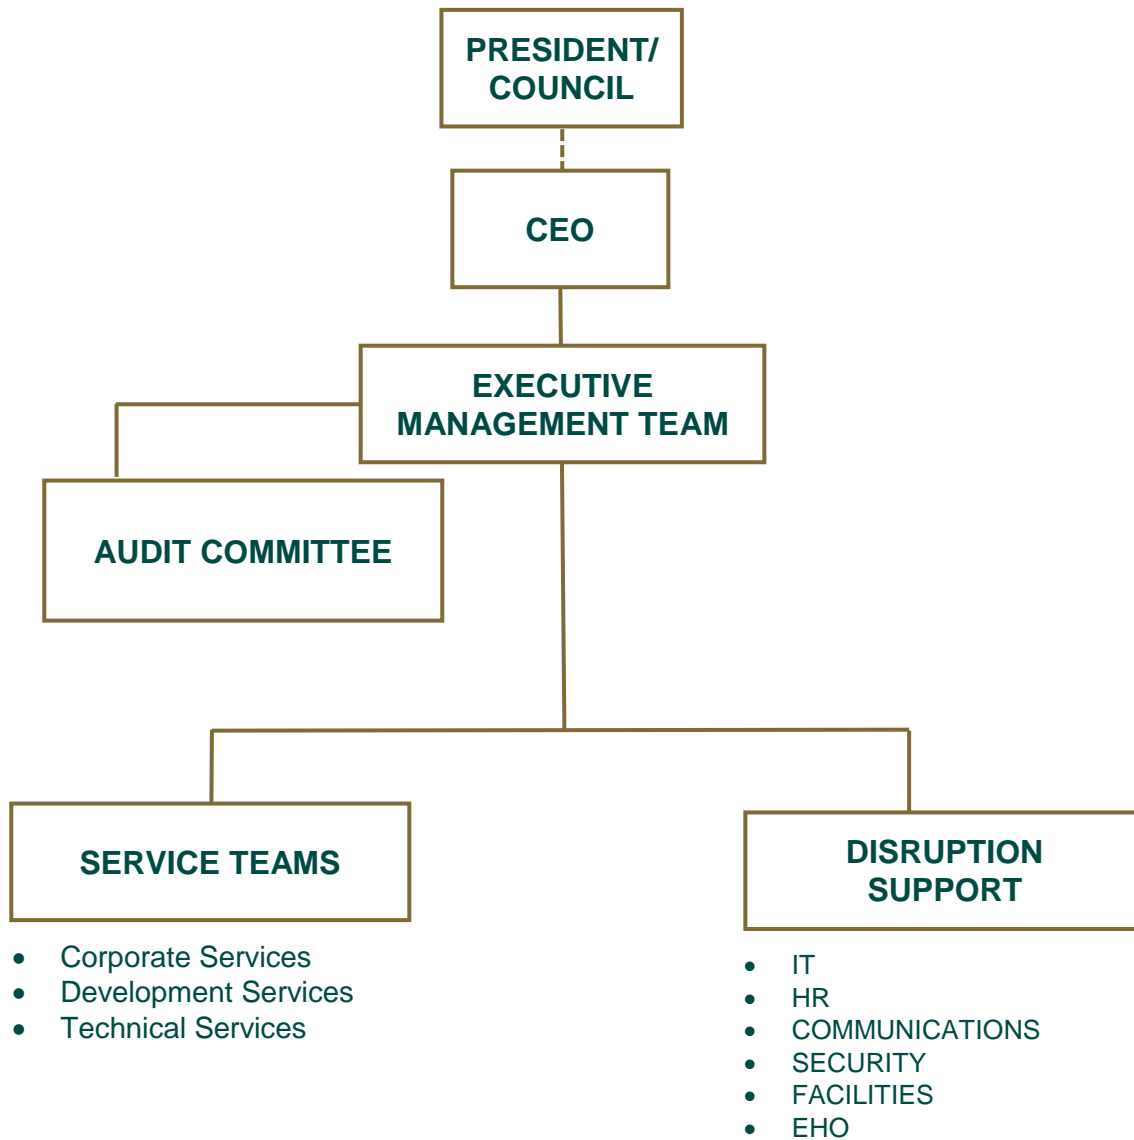 PRESIDENT/
COUNCIL
CEO
EXECUTIVE
MANAGEMENT TEAM
AUDIT COMMITTEE
SERVICE TEAMS
• Corporate Services
• Development Services
• Technical Services
DISRUPTION
SUPPORT
• IT
• HR
• COMMUNICATIONS
• SECURITY
• FACILITIES
• EHO